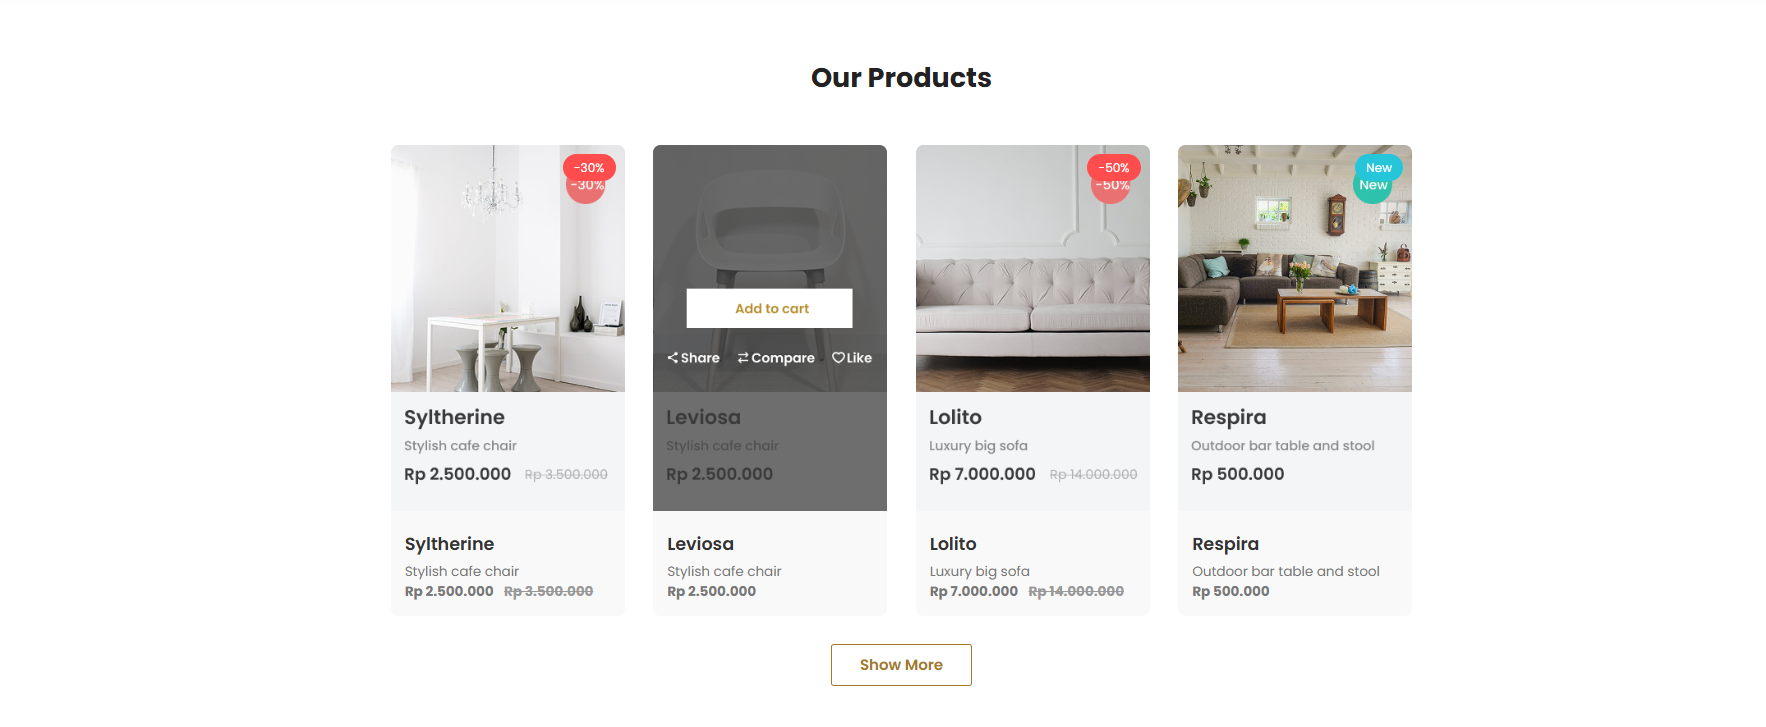 Our Products
-30%
-30%
Add to cart
Share Compare Like
-50%
-50%
New
New
Syltherine
Stylish cafe chair
Rp 2.500.000 Rp 3.500.000
Leviosa
Stylish cafe chair
Rp 2.500.000
Lolito
Luxury big sofa
Rp 7.000.000 Rp 14.000.000
Respira
Outdoor bar table and stool
Rp 500.000
Syltherine
Stylish cafe chair
Rp 2.500.000 Rp 3.500.000
Leviosa
Stylish cafe chair
Rp 2.500.000
Lolito
Luxury big sofa
Rp 7.000.000 Rp 14.000.000
Respira
Outdoor bar table and stool
Rp 500.000
Show More